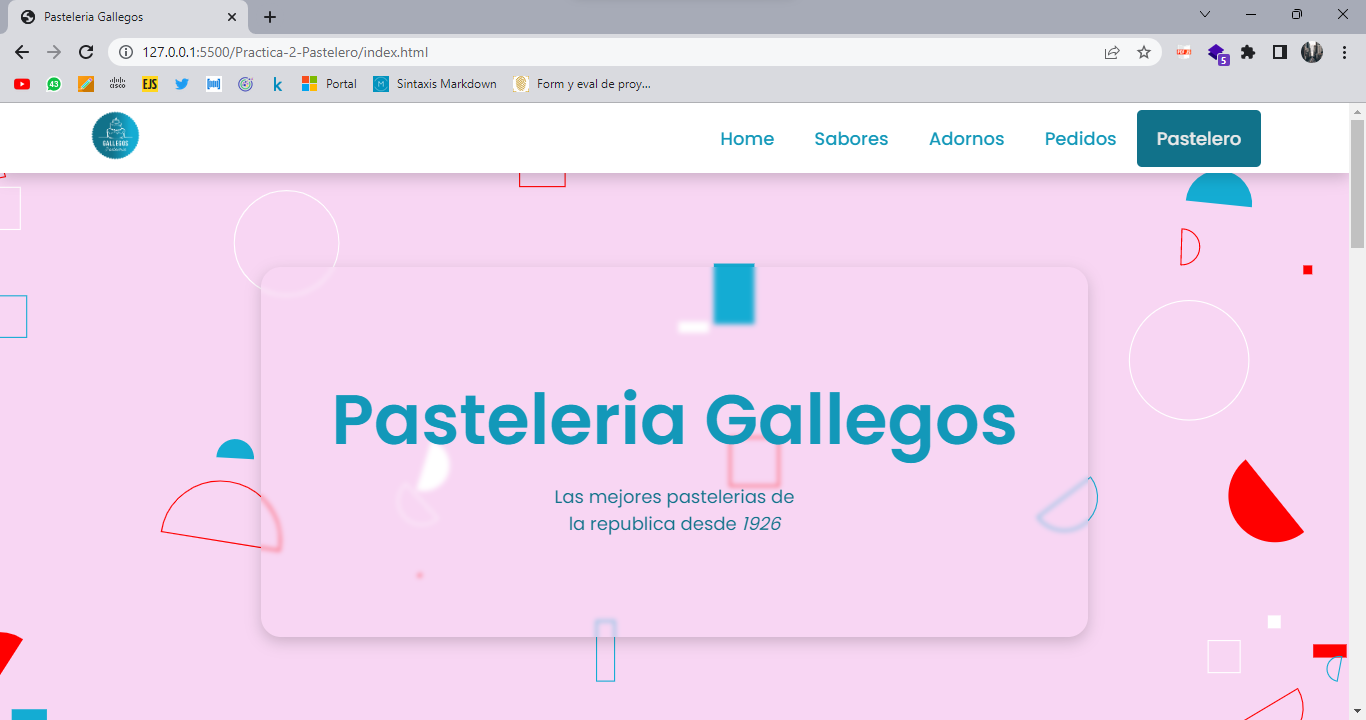 Pasteleria Gallegos
127.0.0.1:5500/Practica-2-Pastelero/index.html
5
43
cisco
EJS
k
Portal
M
Sintaxis Markdown
Form y eval de proy...
GALLEGOS
Home
Sabores
Adornos
Pedidos
Pastelero
Pasteleria Gallegos
Las mejores pastelerias de
la republica desde 1926